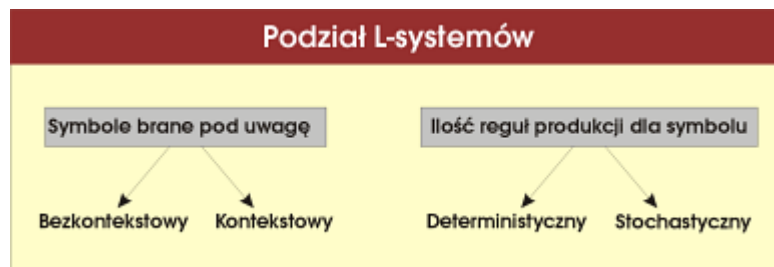 Podział L-systemów
Symbole brane pod uwagę
Ilość reguł produkcji dla symbolu
Bezkontekstowy
Kontekstowy
Deterministyczny
Stochastyczny